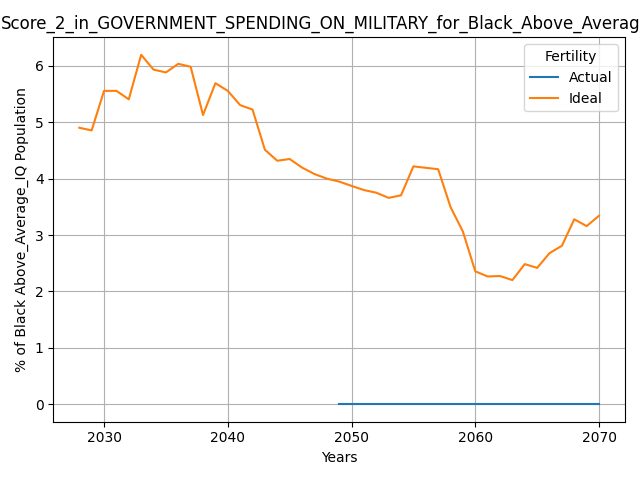 Score_2_in_GOVERNMENT_SPENDING_ON_MILITARY_for_Black_Above_Averag
Fertility
Actual
Ideal
% of Black Above_Average_IQ Population
6
5
4
3
2
1
0
2030 2040 2050 2060 2070
Years